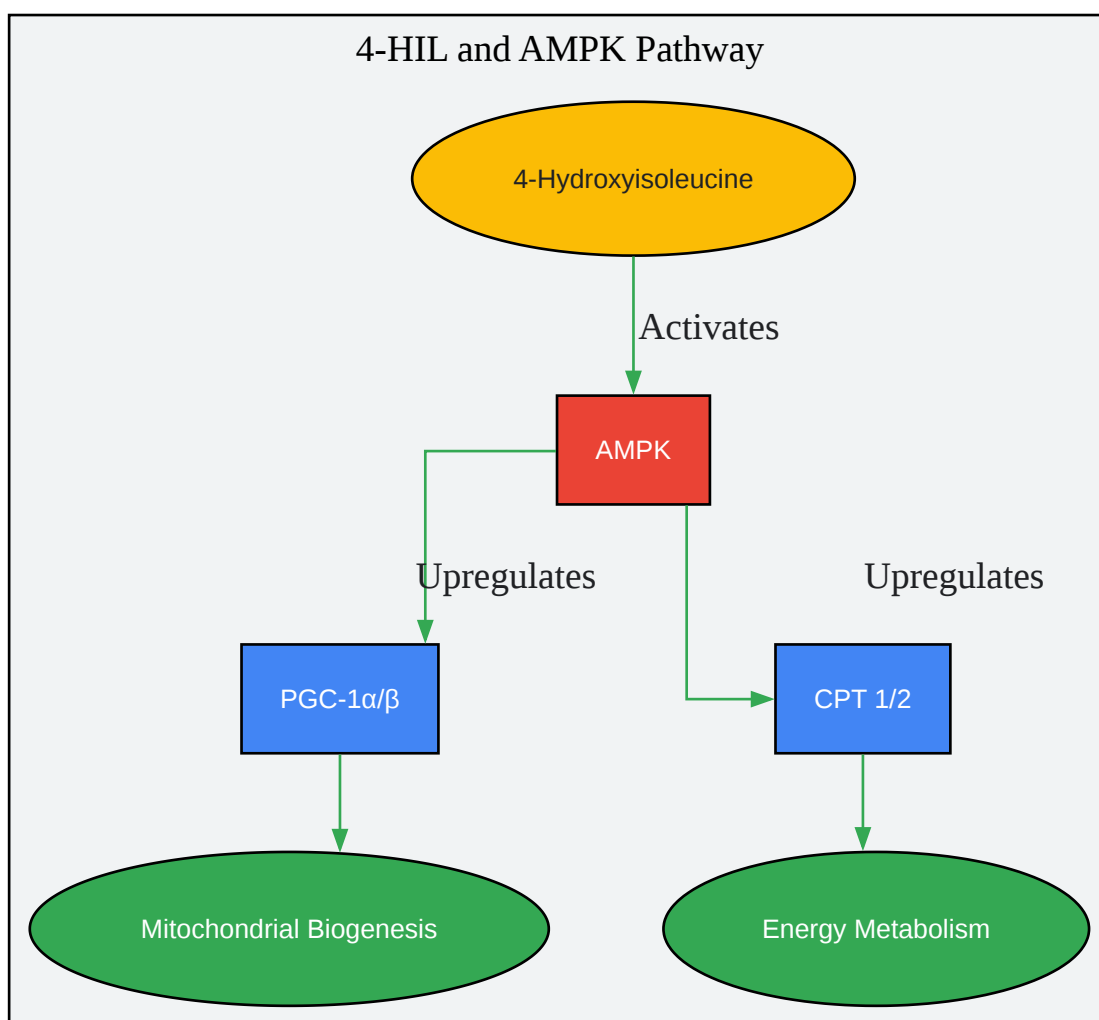 4-HIL and AMPK Pathway
4-Hydroxyisoleucine
Activates
AMPK
Upregulates
Upregulates
PGC-1α/β
CPT 1/2
Mitochondrial Biogenesis
Energy Metabolism